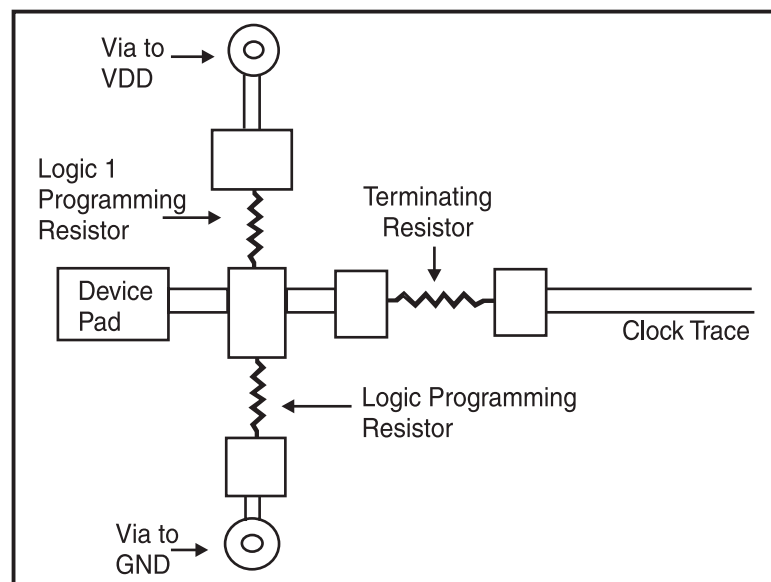 Via to
VDD
Logic 1
Programming
Resistor
Terminating
Resistor
Device
Pad
Clock Trace
Logic Programming
Resistor
Via to
GND